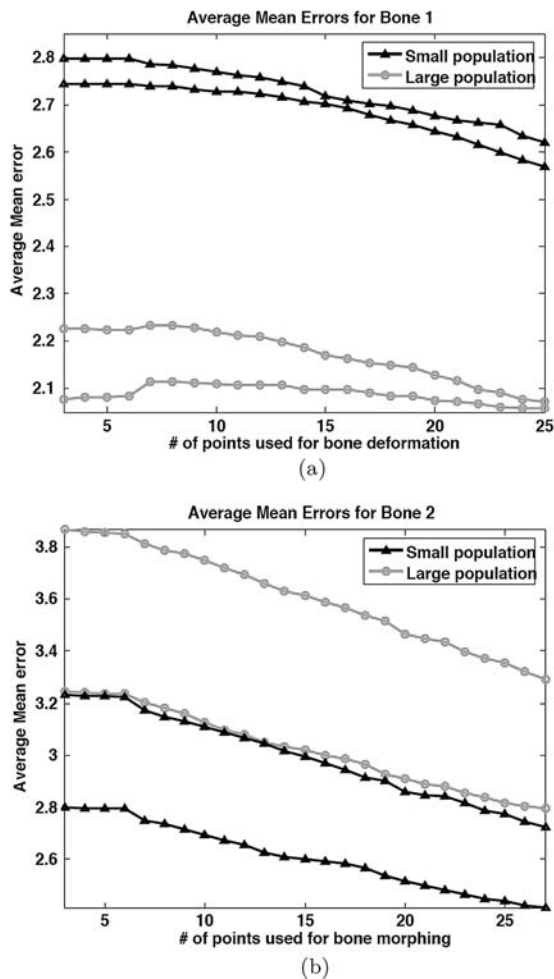 Average Mean Errors for Bone 1
2.8
2.7
2.6
2.5
2.4
2.3
2.2
2.1
Average Mean error
Small population
Large population
5 10 15 20 25
# of points used for bone deformation
(a)
Average Mean Errors for Bone 2
3.8
3.6
3.4
3.2
3
2.8
2.6
Average Mean error
Small population
Large population
5 10 15 20 25
# of points used for bone morphing
(b)